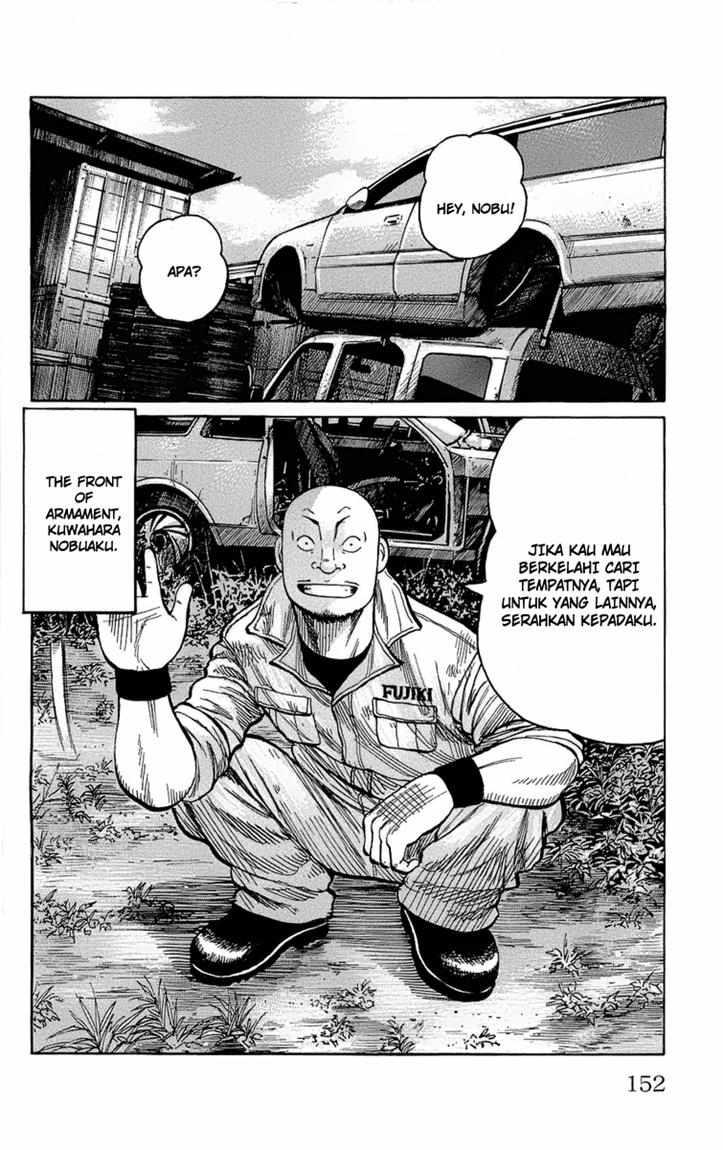 HEY, NOBU!
APA?
THE FRONT
OF
ARMAMENT,
KUWAHARA
NOBUAKU.
JIKA KAU MAU
BERKELAHI CARI
TEMPATNYA, TAPI
UNTUK YANG LAINNYA,
SERAHKAN KEPADAKU.
FUJIKI
152